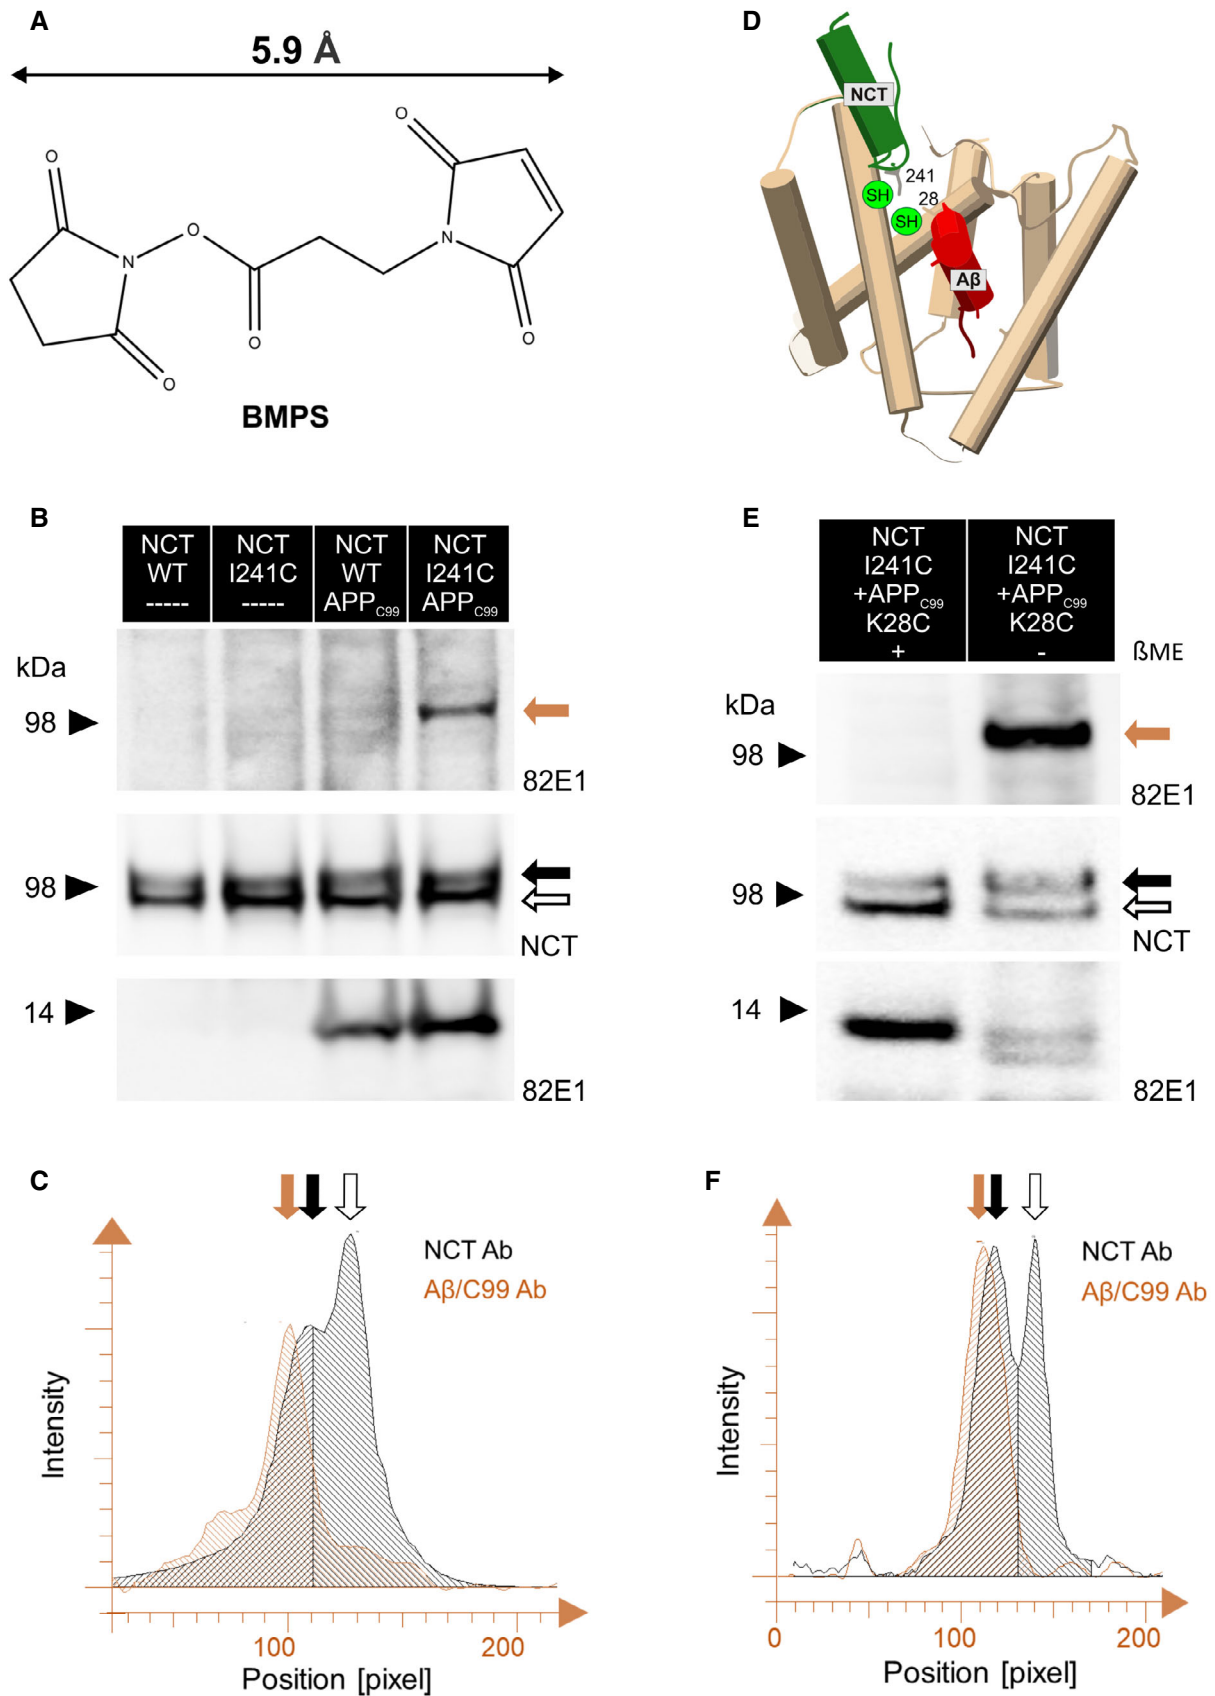 A
5.9 Å
O
O
O
N
O
N
O
O
O
BMPS
D
NCT
241
SH
28
SH
Aβ
B
NCT WT -----
NCT I241C -----
NCT WT APPC99
NCT I241C APPC99
kDa
98
82E1
98
NCT
14
82E1
E
NCT I241C +APPC99 K28C +
NCT I241C +APPC99 K28C -
ßME
kDa
98
82E1
98
NCT
14
82E1
C
NCT Ab
Aβ/C99 Ab
Intensity
100 200
Position [pixel]
F
NCT Ab
Aβ/C99 Ab
Intensity
0 100 200
Position [pixel]